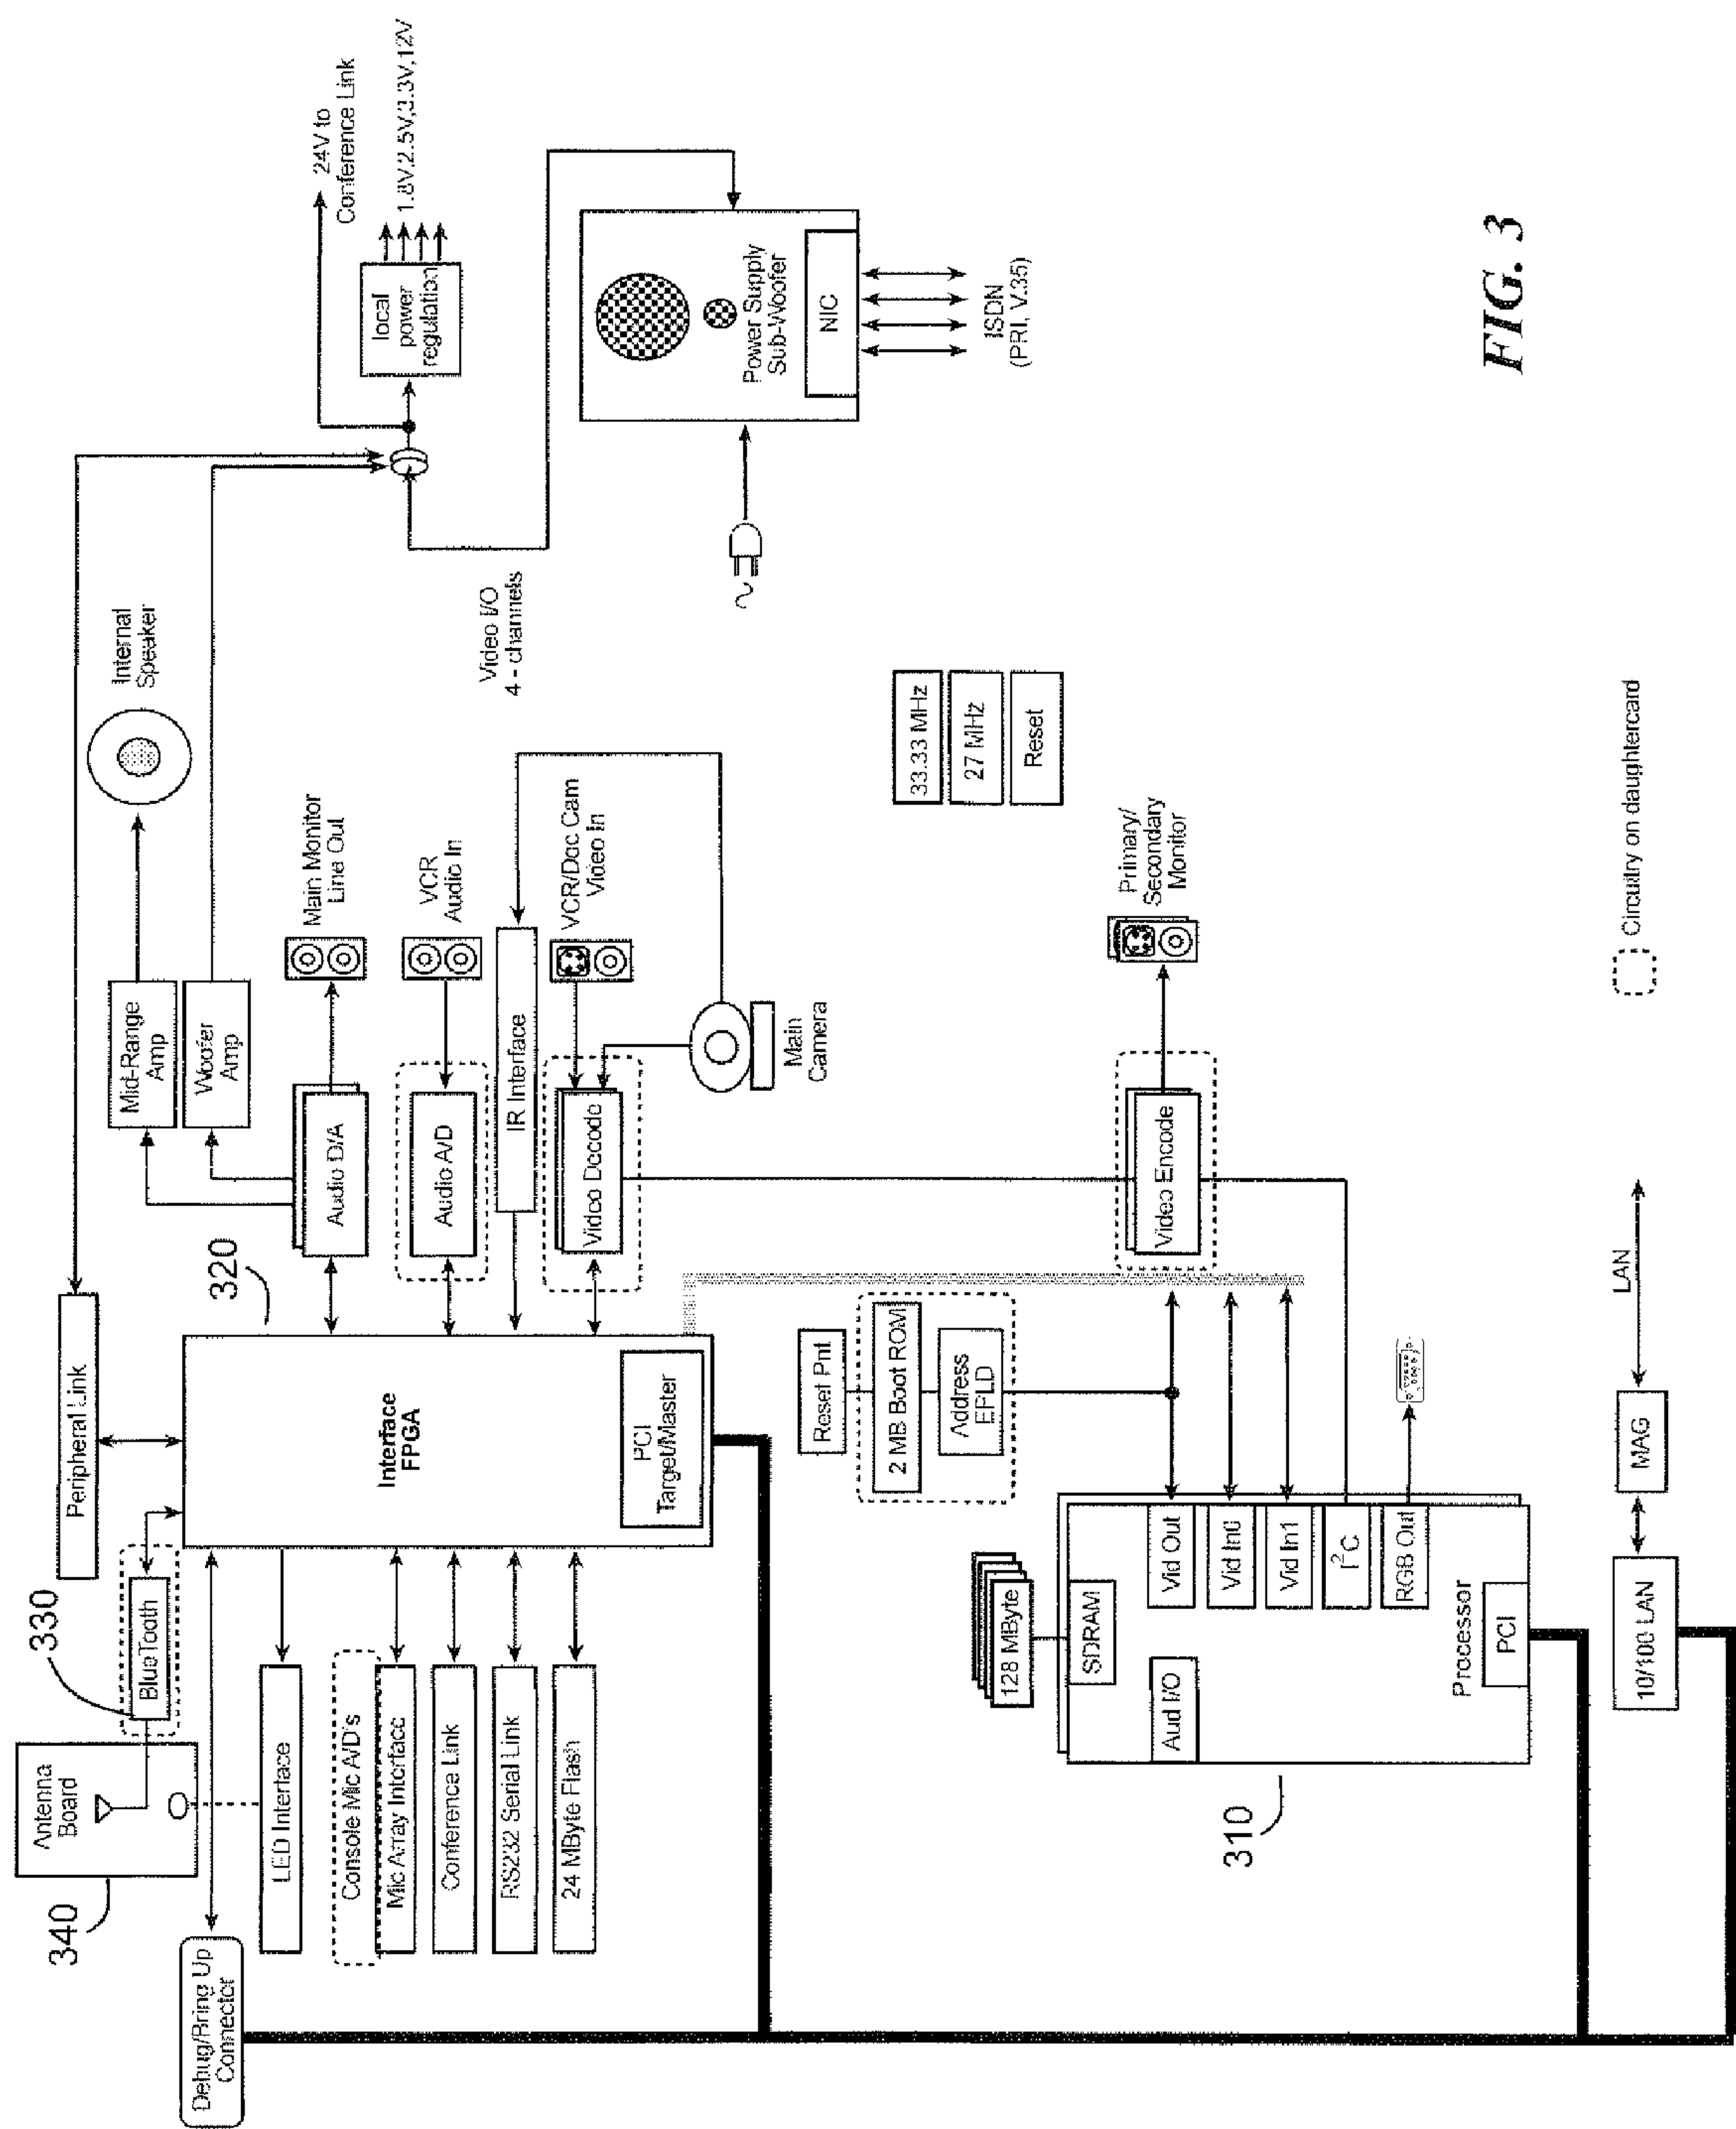 Debug/Bring Up
Connector
340
Antenna
Board
330
BlueTooth
Peripheral Link
LED Interface
Console Mic A/D's
Mic Array Interface
Conference Link
RS232 Serial Link
24 MByte Flash
320
Interface
FPGA
PCI
Target/Master
Mid-Range
Amp
Woofer
Amp
Internal
Speaker
Audio D/A
Main Monitor
Line Out
Audio A/D
VCR
Audio In
IR Interface
Video Decode
VCR/Doc Cam
Video In
Main
Camera
Video I/O
4 - channels
24V to
Conference Link
local
power
regulation
1.8V,2.5V,3.3V,12V
Power Supply
Sub-Woofer
NIC
ISDN
(PRI, V.35)
Reset Pnt
2 MB Boot ROM
Address
EPLD
33.33 MHz
27 MHz
Reset
Video Encode
Primary/
Secondary
Monitor
310
128 MByte
SDRAM
Aud I/O
Vid Out
Vid In0
Vid In1
I2C
RGB Out
Processor
PCI
10/100 LAN
MAG
LAN
Circuitry on daughtercard
FIG. 3